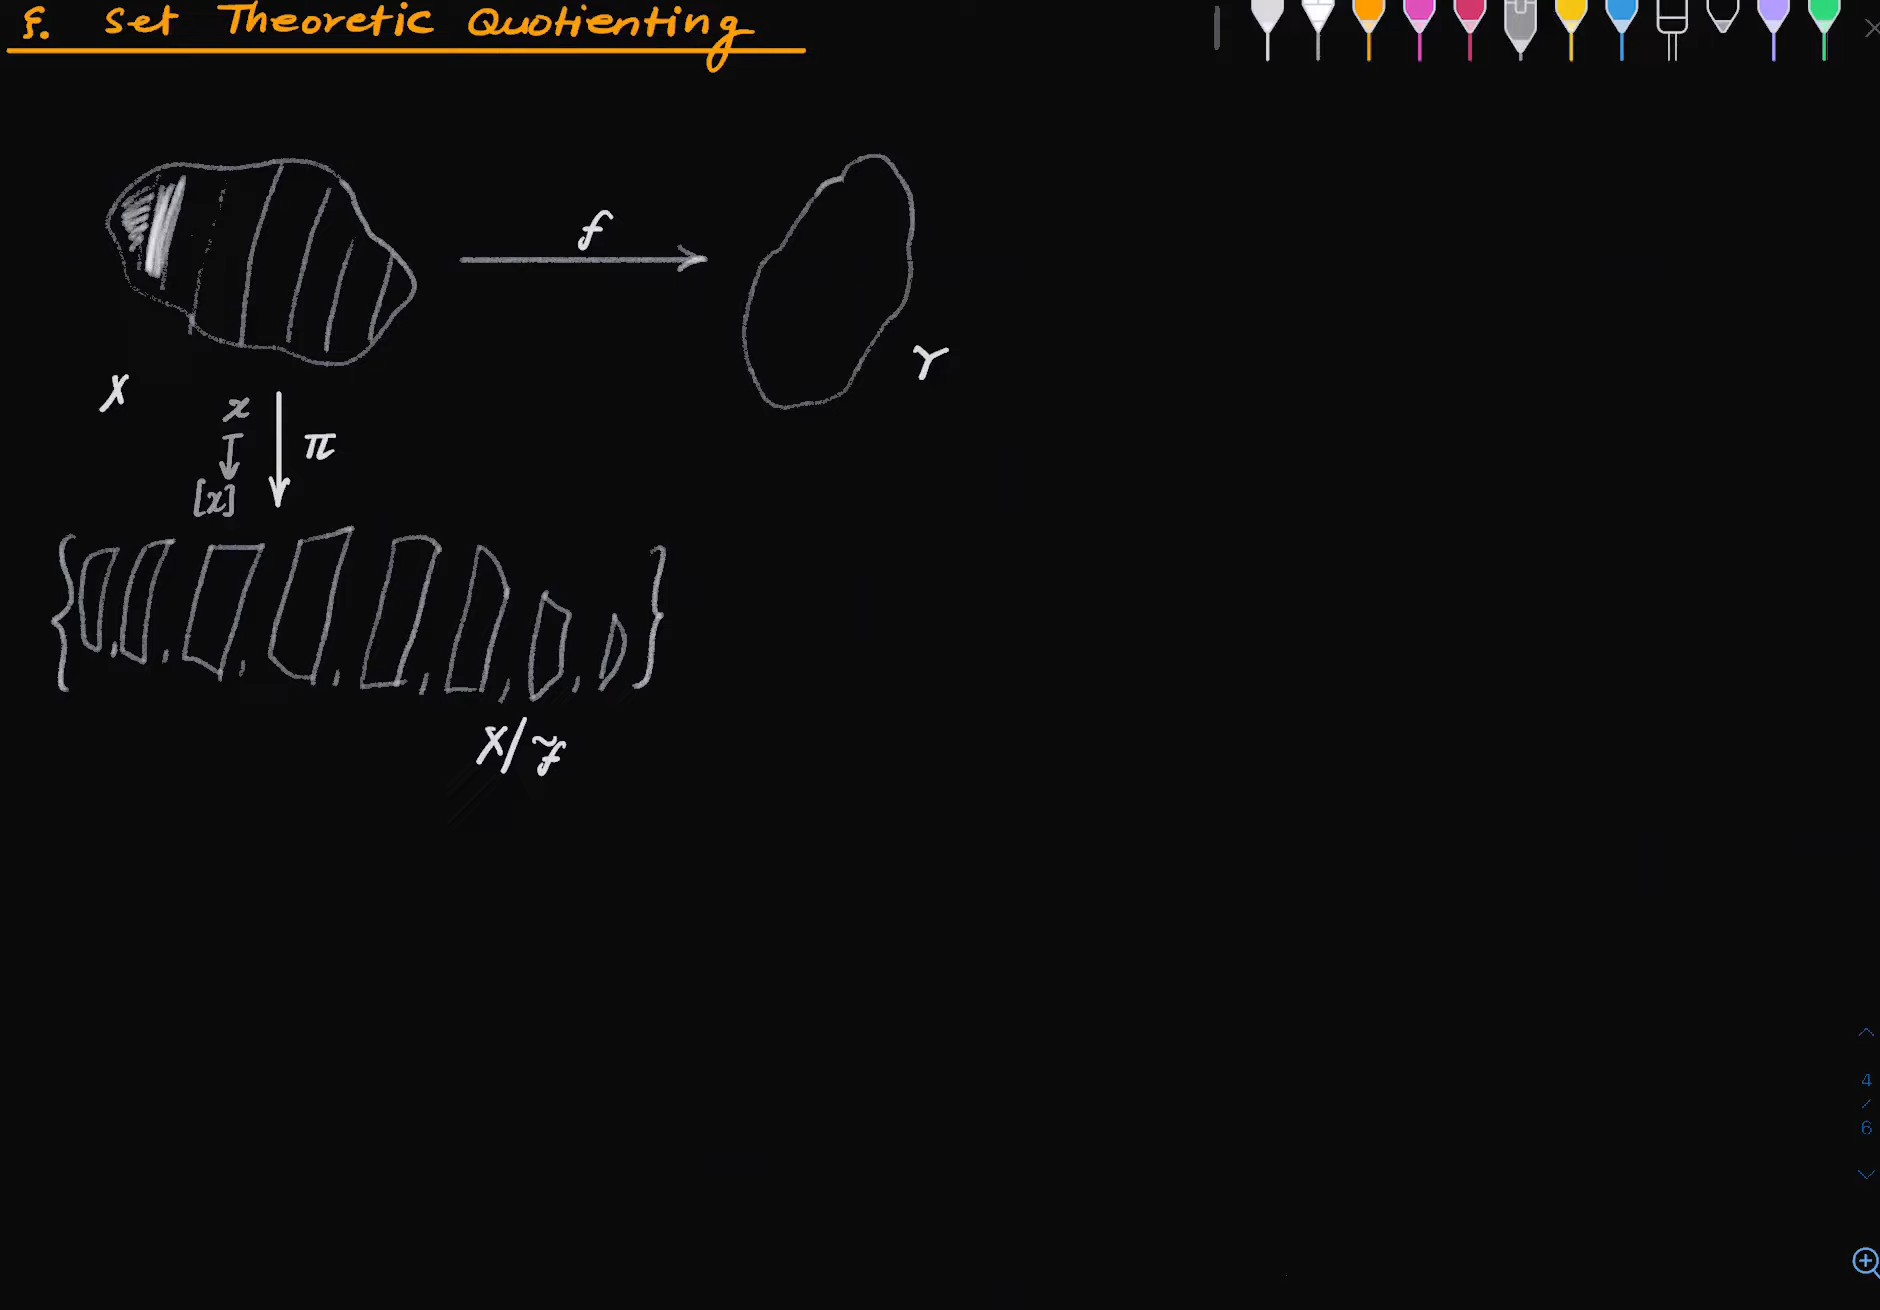 §. Set Theoretic Quotienting
f
X
Y
x
↧
[x]
π
{ , , , , , , , }
X/~f
4
/
6